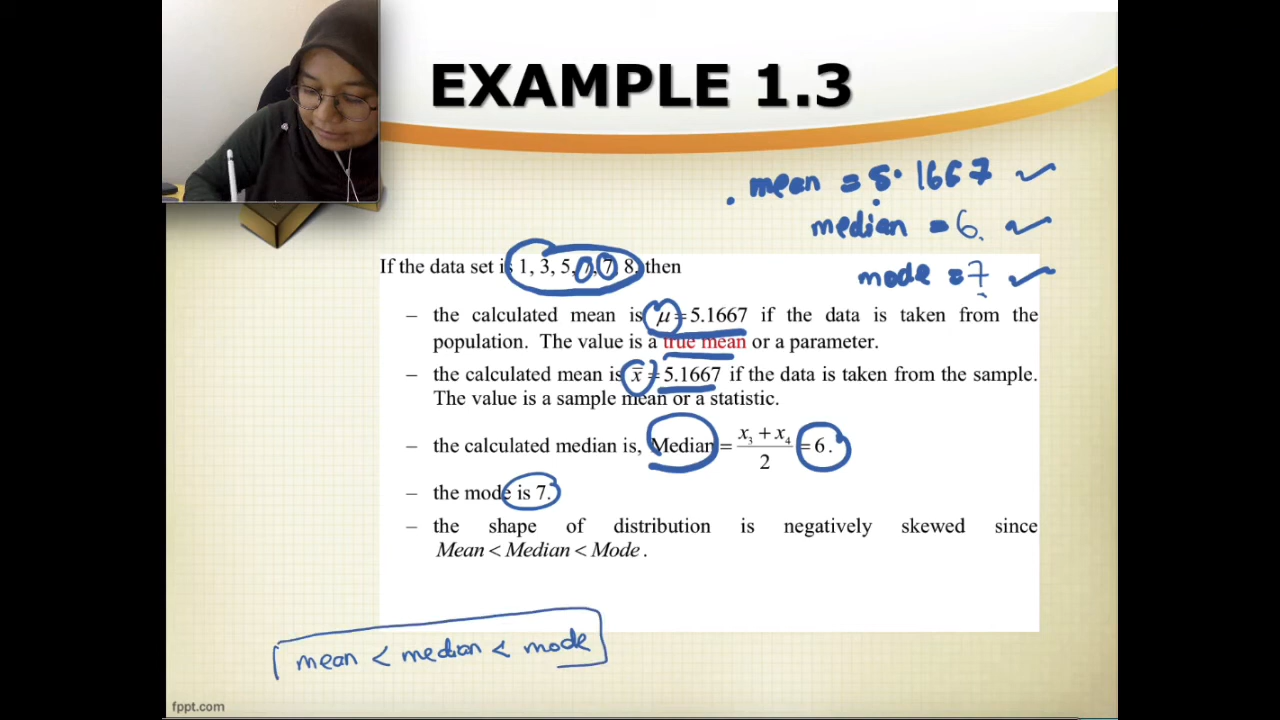 EXAMPLE 1.3
. mean = 5.1667 ✓
median = 6. ✓
mode = 7 ✓
If the data set is 1, 3, 5, 7, 7, 8, then
– the calculated mean is μ = 5.1667 if the data is taken from the
population. The value is a true mean or a parameter.
– the calculated mean is x̄ = 5.1667 if the data is taken from the sample.
The value is a sample mean or a statistic.
– the calculated median is, Median = (x₃ + x₄)/2 = 6.
– the mode is 7.
– the shape of distribution is negatively skewed since
Mean < Median < Mode.
mean < median < mode
fppt.com